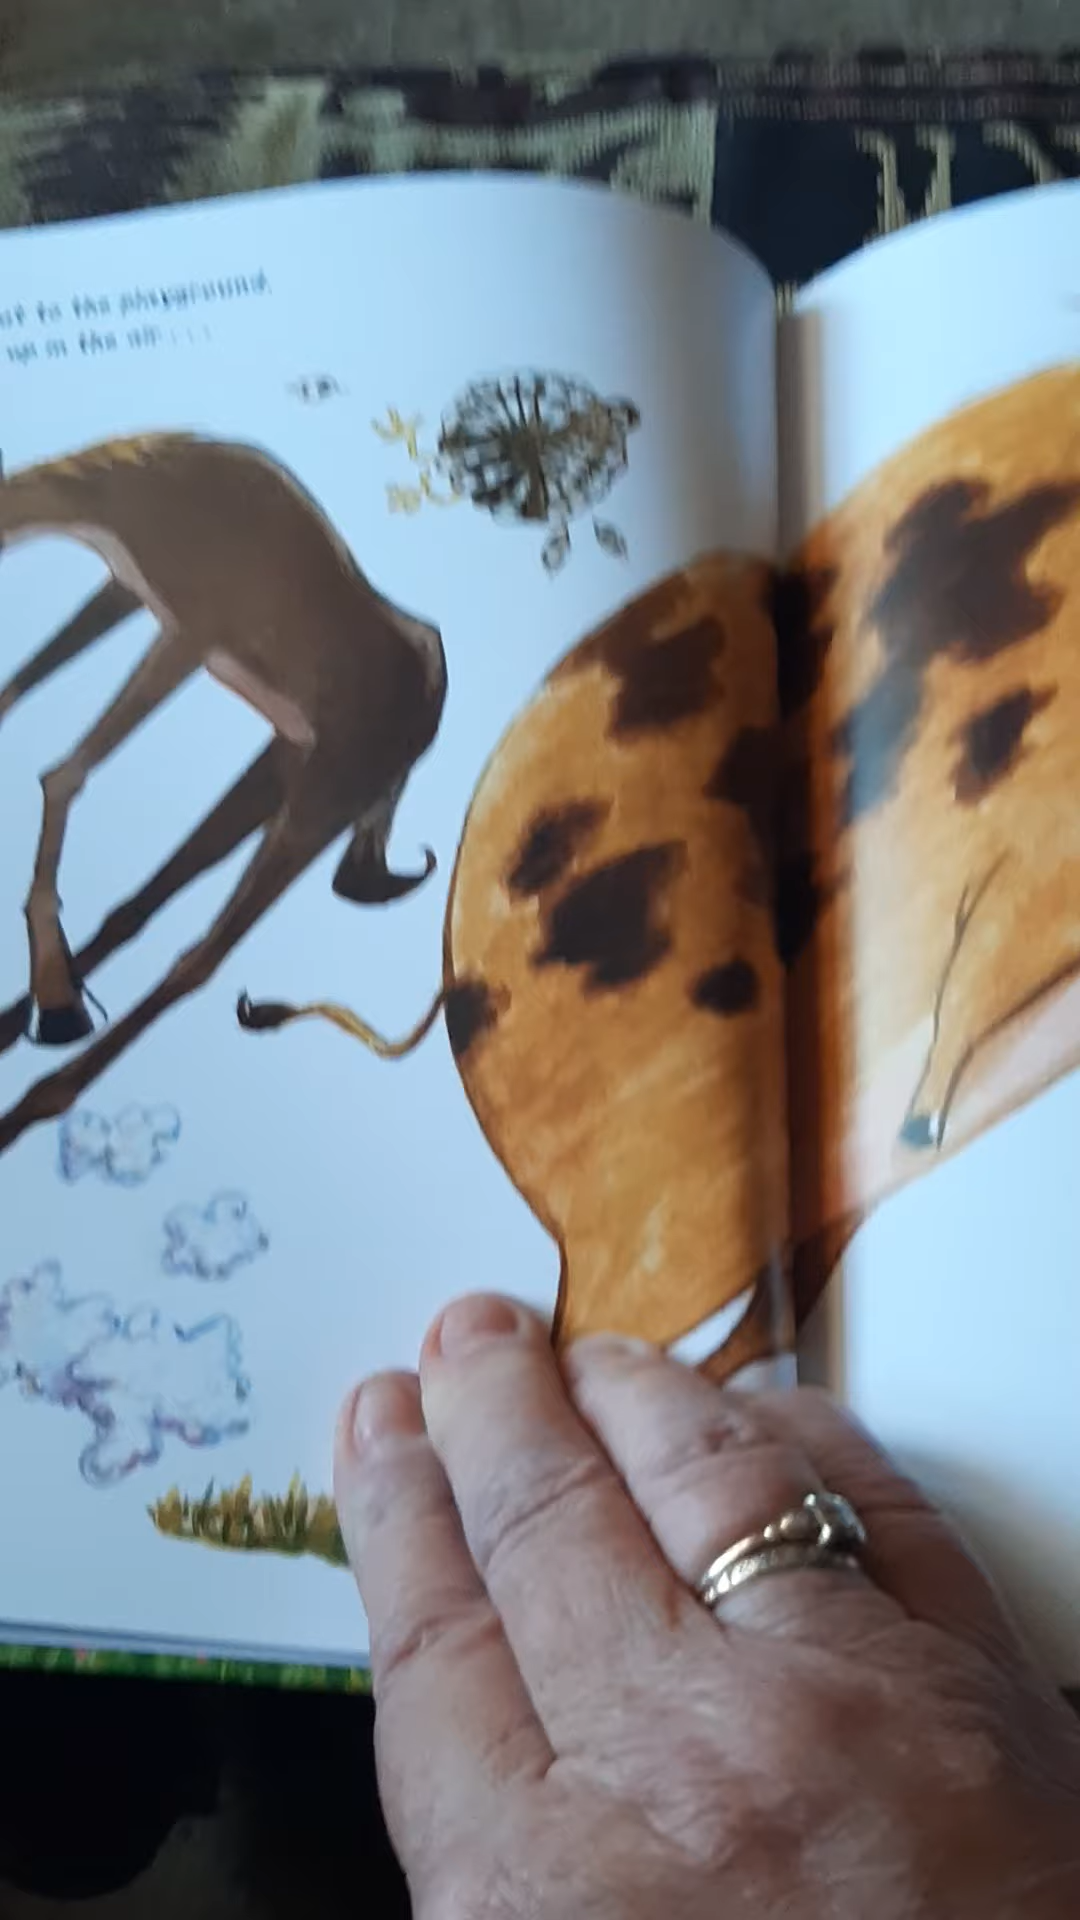 to the playground.
up in the air . . .